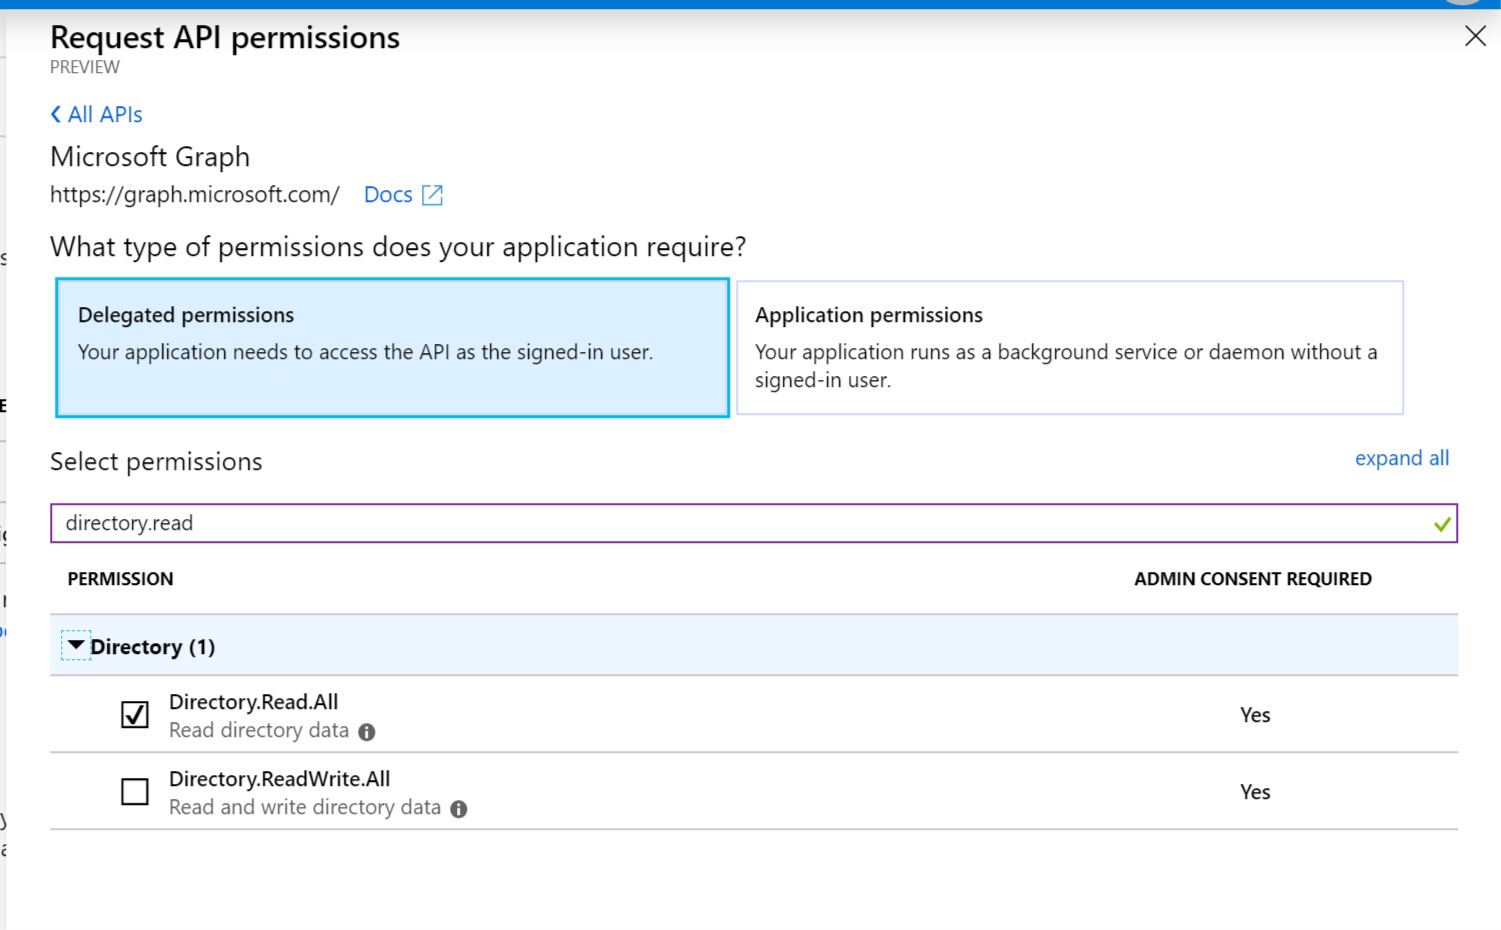 Request API permissions
PREVIEW
All APIs
Microsoft Graph
https://graph.microsoft.com/ Docs
What type of permissions does your application require?
Delegated permissions
Your application needs to access the API as the signed-in user.
Application permissions
Your application runs as a background service or daemon without a
signed-in user.
Select permissions
expand all
directory.read
PERMISSION ADMIN CONSENT REQUIRED
Directory (1)
Directory.Read.All
Read directory data
Yes
Directory.ReadWrite.All
Read and write directory data
Yes